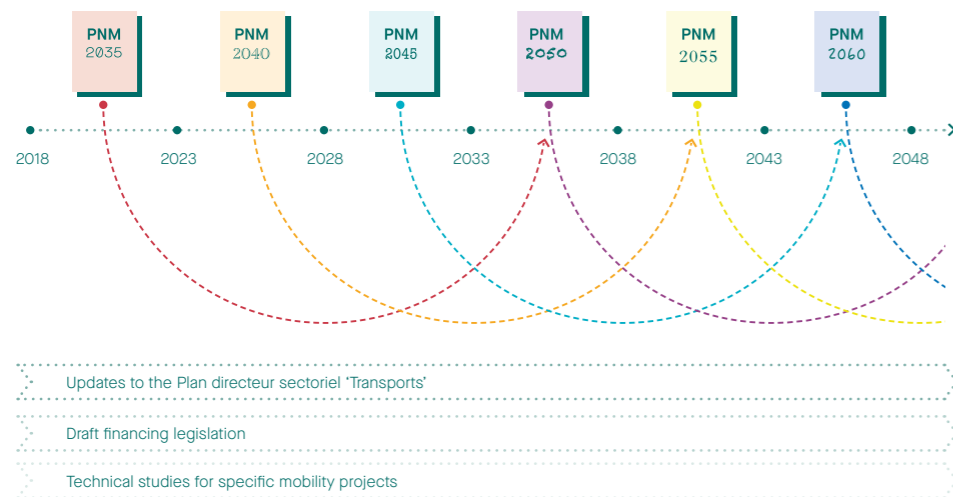 PNM
2035
PNM
2040
PNM
2045
PNM
2050
PNM
2055
PNM
2060
2018
2023
2028
2033
2038
2043
2048
Updates to the Plan directeur sectoriel ‘Transports’
Draft financing legislation
Technical studies for specific mobility projects